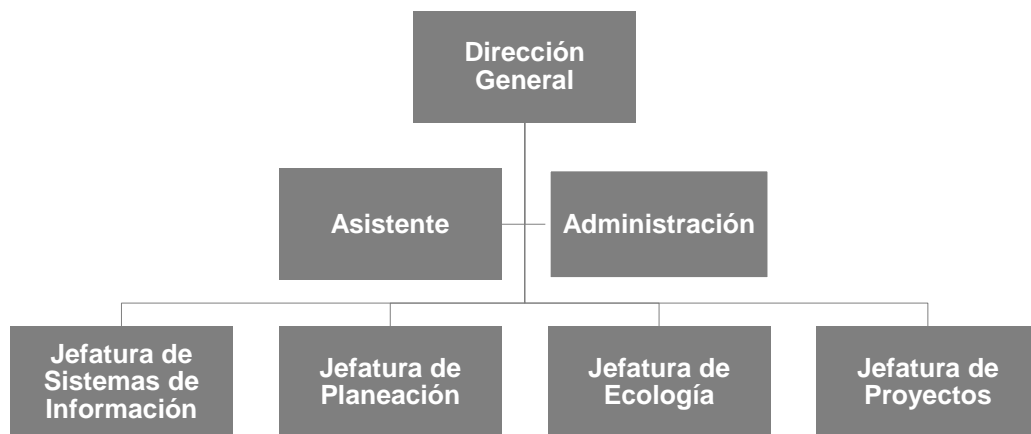 Dirección
General
Asistente
Administración
Jefatura de
Sistemas de
Información
Jefatura de
Planeación
Jefatura de
Ecología
Jefatura de
Proyectos